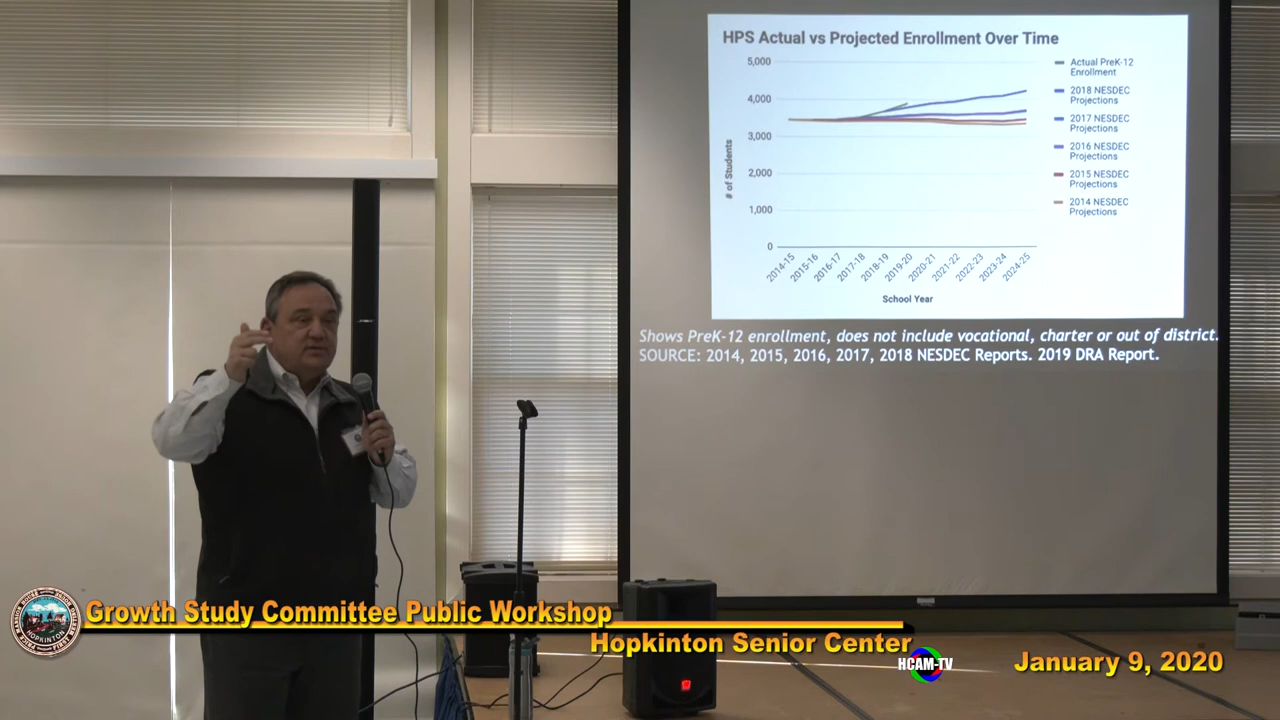 HPS Actual vs Projected Enrollment Over Time
5,000
4,000
3,000
2,000
1,000
0
# of Students
2014-15
2015-16
2016-17
2017-18
2018-19
2019-20
2020-21
2021-22
2022-23
2023-24
2024-25
School Year
Actual PreK-12
Enrollment
2018 NESDEC
Projections
2017 NESDEC
Projections
2016 NESDEC
Projections
2015 NESDEC
Projections
2014 NESDEC
Projections
Shows PreK-12 enrollment, does not include vocational, charter or out of district.
SOURCE: 2014, 2015, 2016, 2017, 2018 NESDEC Reports. 2019 DRA Report.
Growth Study Committee Public Workshop
Hopkinton Senior Center
HCAM-TV
January 9, 2020
HOPKINTON